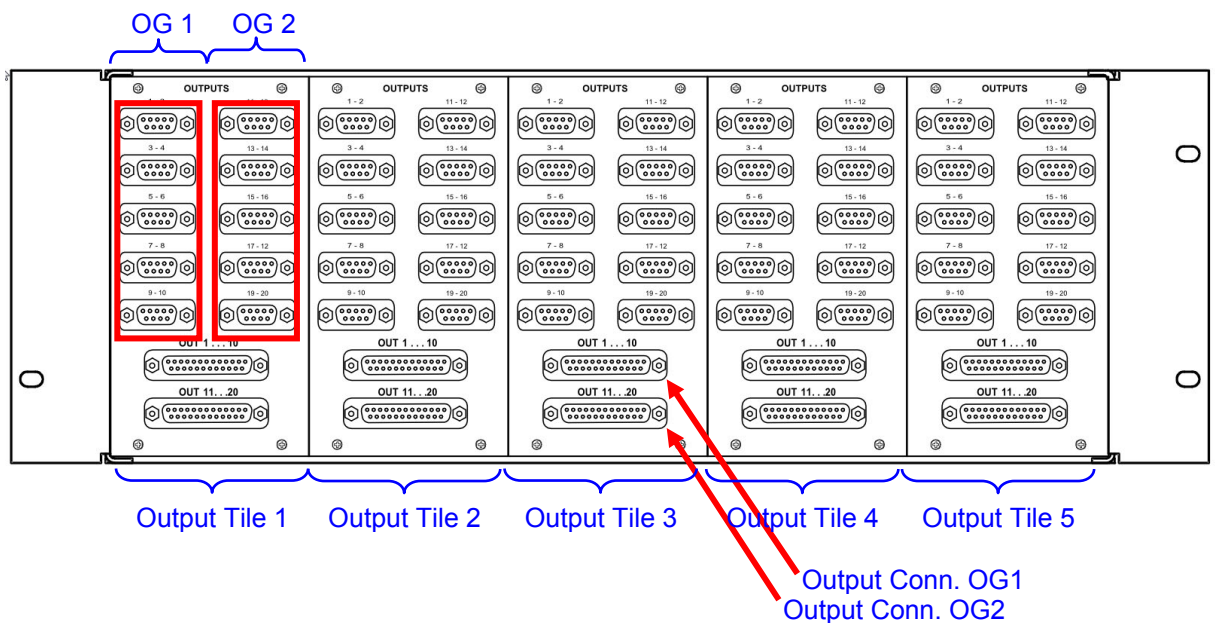 OG 1 OG 2
OUTPUTS OUTPUTS OUTPUTS OUTPUTS OUTPUTS
1 - 2 11 - 12 1 - 2 11 - 12 1 - 2 11 - 12 1 - 2 11 - 12
3 - 4 13 - 14 3 - 4 13 - 14 3 - 4 13 - 14 3 - 4 13 - 14 3 - 4 13 - 14
5 - 6 15 - 16 5 - 6 15 - 16 5 - 6 15 - 16 5 - 6 15 - 16 5 - 6 15 - 16
7 - 8 17 - 12 7 - 8 17 - 12 7 - 8 17 - 12 7 - 8 17 - 12 7 - 8 17 - 12
9 - 10 19 - 20 9 - 10 19 - 20 9 - 10 19 - 20 9 - 10 19 - 20 9 - 10 19 - 20
OUT 1 . . . 10 OUT 1 . . . 10 OUT 1 . . . 10 OUT 1 . . . 10 OUT 1 . . . 10
OUT 11. . .20 OUT 11. . .20 OUT 11. . .20 OUT 11. . .20 OUT 11. . .20
Output Tile 1 Output Tile 2 Output Tile 3 Output Tile 4 Output Tile 5
Output Conn. OG1
Output Conn. OG2